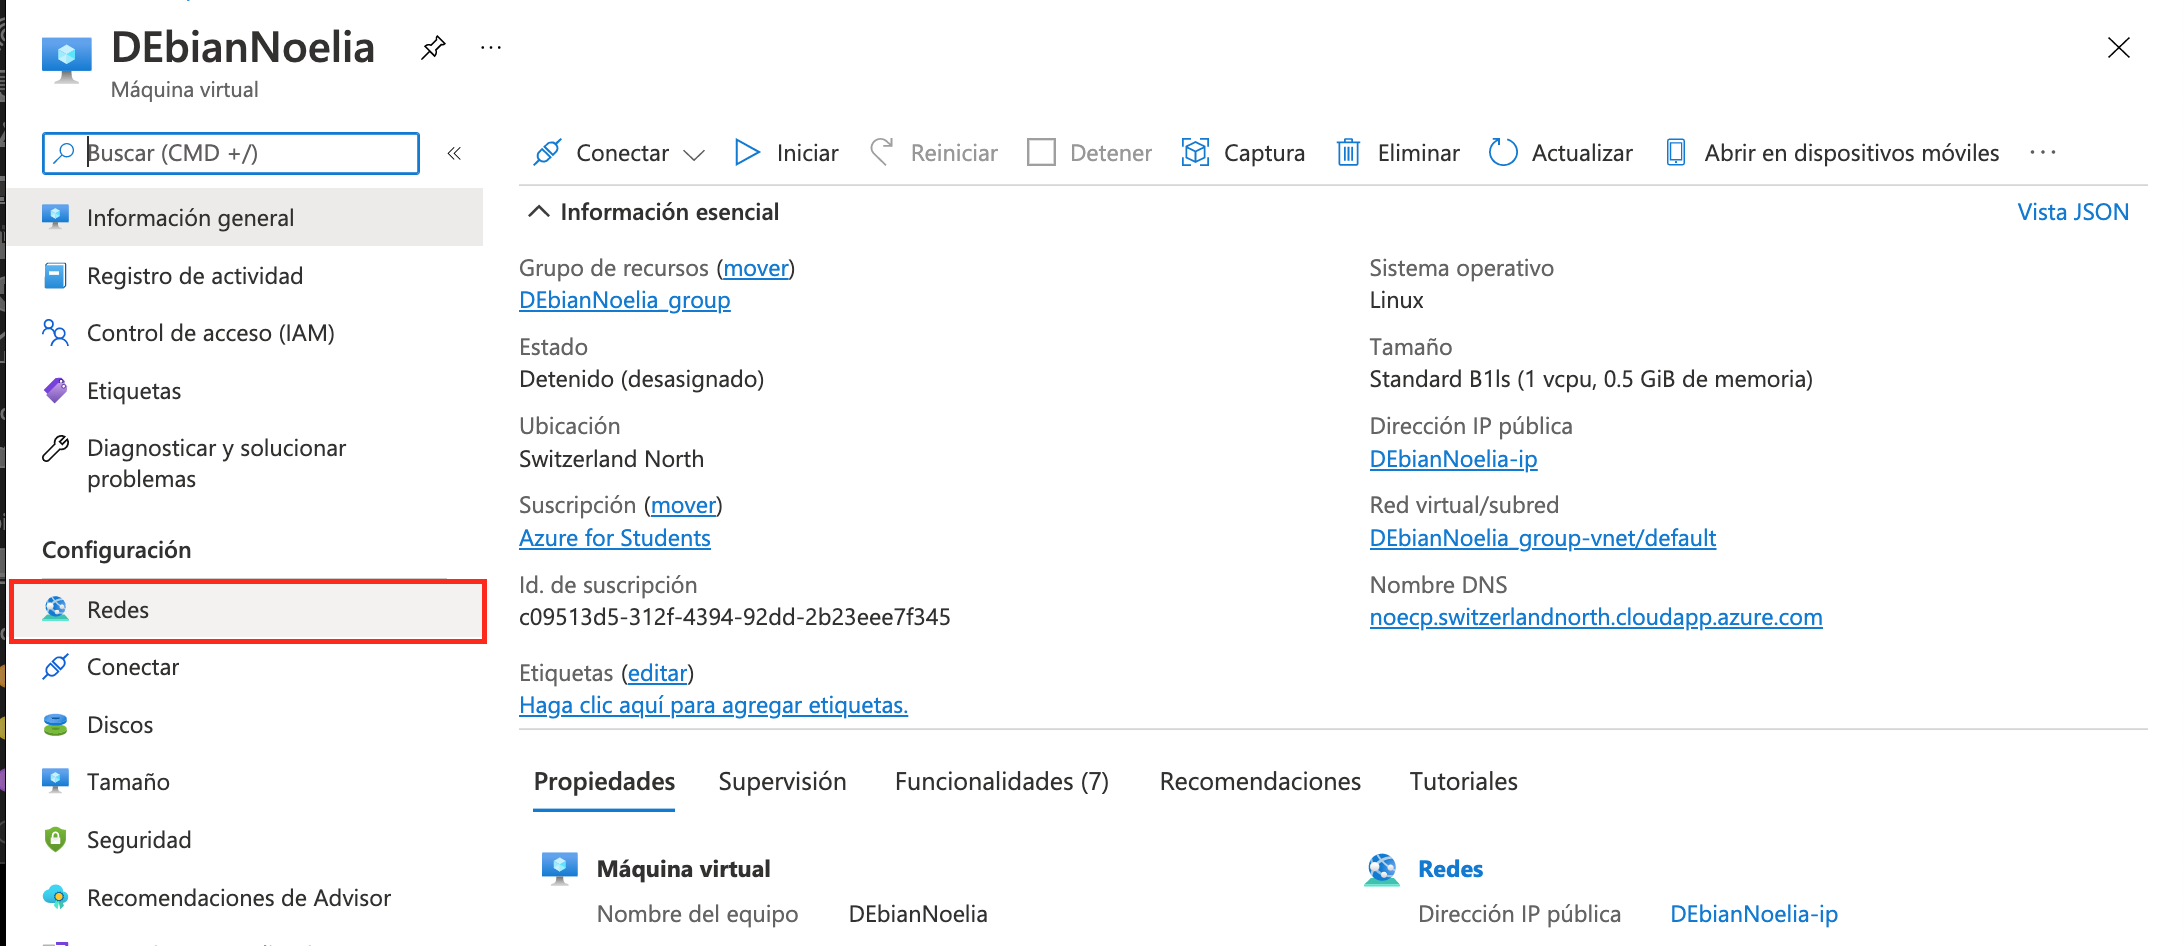 DEbianNoelia
Máquina virtual
Buscar (CMD +/)
Información general
Registro de actividad
Control de acceso (IAM)
Etiquetas
Diagnosticar y solucionar
problemas
Configuración
Redes
Conectar
Discos
Tamaño
Seguridad
Recomendaciones de Advisor
Conectar
Iniciar
Reiniciar
Detener
Captura
Eliminar
Actualizar
Abrir en dispositivos móviles
Información esencial
Vista JSON
Grupo de recursos (mover)
DEbianNoelia_group
Estado
Detenido (desasignado)
Ubicación
Switzerland North
Suscripción (mover)
Azure for Students
Id. de suscripción
c09513d5-312f-4394-92dd-2b23eee7f345
Etiquetas (editar)
Haga clic aquí para agregar etiquetas.
Sistema operativo
Linux
Tamaño
Standard B1ls (1 vcpu, 0.5 GiB de memoria)
Dirección IP pública
DEbianNoelia-ip
Red virtual/subred
DEbianNoelia_group-vnet/default
Nombre DNS
noecp.switzerlandnorth.cloudapp.azure.com
Propiedades
Supervisión
Funcionalidades (7)
Recomendaciones
Tutoriales
Máquina virtual
Nombre del equipo DEbianNoelia
Redes
Dirección IP pública DEbianNoelia-ip